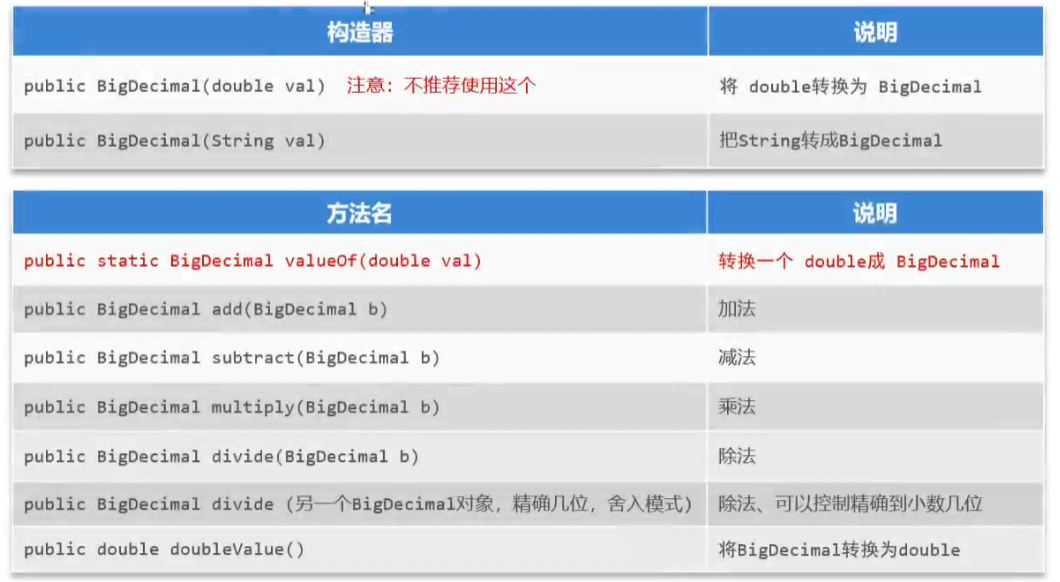 构造器 说明
public BigDecimal(double val) 注意：不推荐使用这个 将 double转换为 BigDecimal
public BigDecimal(String val) 把String转成BigDecimal
方法名 说明
public static BigDecimal valueOf(double val) 转换一个 double成 BigDecimal
public BigDecimal add(BigDecimal b) 加法
public BigDecimal subtract(BigDecimal b) 减法
public BigDecimal multiply(BigDecimal b) 乘法
public BigDecimal divide(BigDecimal b) 除法
public BigDecimal divide (另一个BigDecimal对象，精确几位，舍入模式) 除法、可以控制精确到小数几位
public double doubleValue() 将BigDecimal转换为double